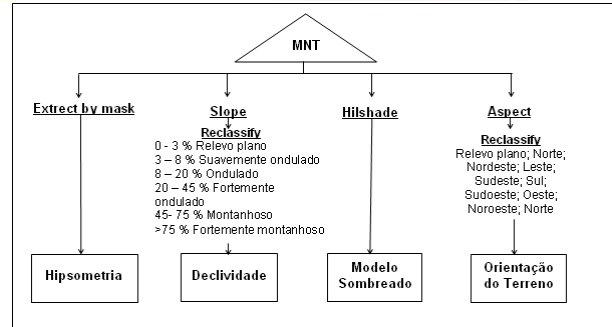 MNT
Extrect by mask
Slope
Hilshade
Aspect
Reclassify
0 - 3 % Relevo plano
3 – 8 % Suavemente ondulado
8 – 20 % Ondulado
20 – 45 % Fortemente
ondulado
45- 75 % Montanhoso
>75 % Fortemente montanhoso
Reclassify
Relevo plano; Norte;
Nordeste; Leste;
Sudeste; Sul;
Sudoeste; Oeste;
Noroeste; Norte
Hipsometria
Declividade
Modelo
Sombreado
Orientação
do Terreno